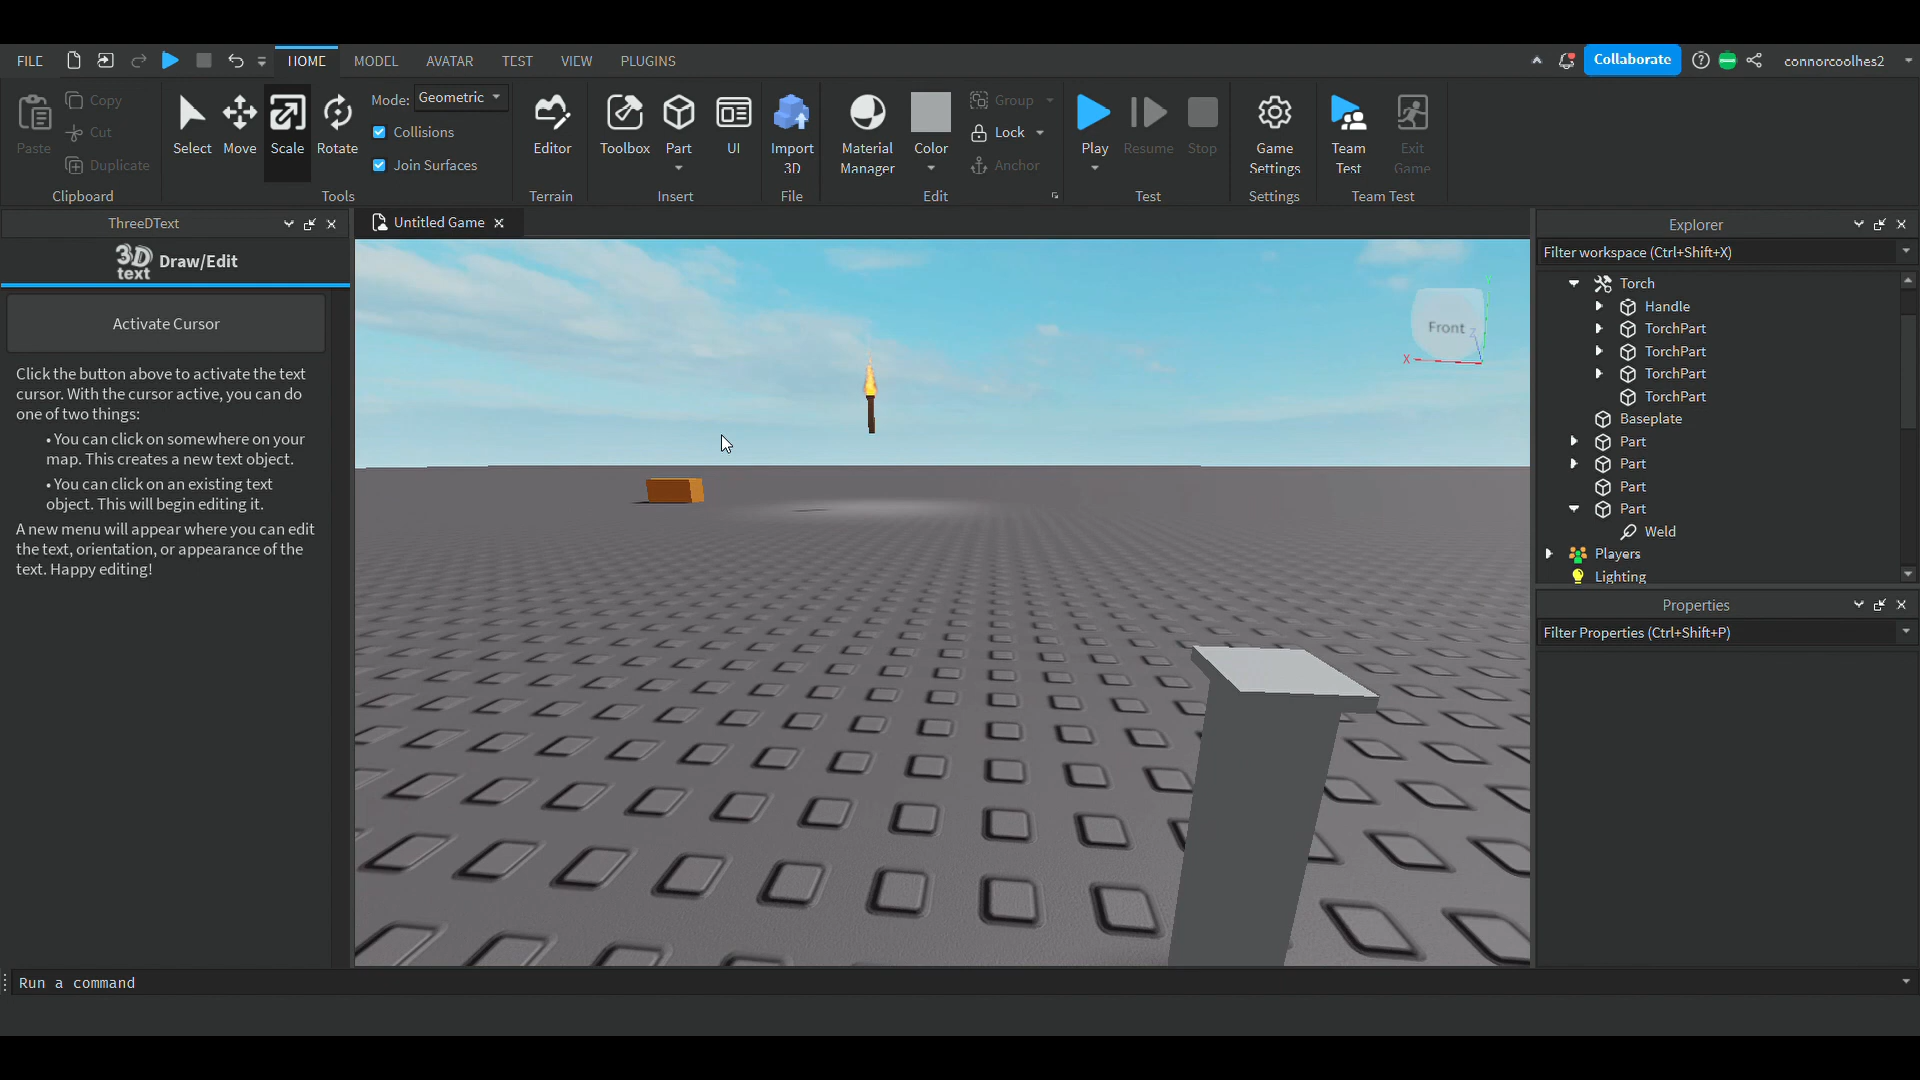 FILE
HOME
MODEL
AVATAR
TEST
VIEW
PLUGINS
Collaborate
connorcoolhes2
Paste
Copy
Cut
Duplicate
Clipboard
Select
Move
Scale
Rotate
Mode: Geometric
Collisions
Join Surfaces
Tools
Editor
Terrain
Toolbox
Part
UI
Insert
Import
3D
File
Material
Manager
Color
Group
Lock
Anchor
Edit
Play
Resume
Stop
Test
Game
Settings
Settings
Team
Test
Exit
Game
Team Test
ThreeDText
3D
text
Draw/Edit
Activate Cursor
Click the button above to activate the text
cursor. With the cursor active, you can do
one of two things:
• You can click on somewhere on your
map. This creates a new text object.
• You can click on an existing text
object. This will begin editing it.
A new menu will appear where you can edit
the text, orientation, or appearance of the
text. Happy editing!
Untitled Game
Front
X
Y
Z
Explorer
Filter workspace (Ctrl+Shift+X)
Torch
Handle
TorchPart
TorchPart
TorchPart
TorchPart
Baseplate
Part
Part
Part
Part
Weld
Players
Lighting
Properties
Filter Properties (Ctrl+Shift+P)
Run a command